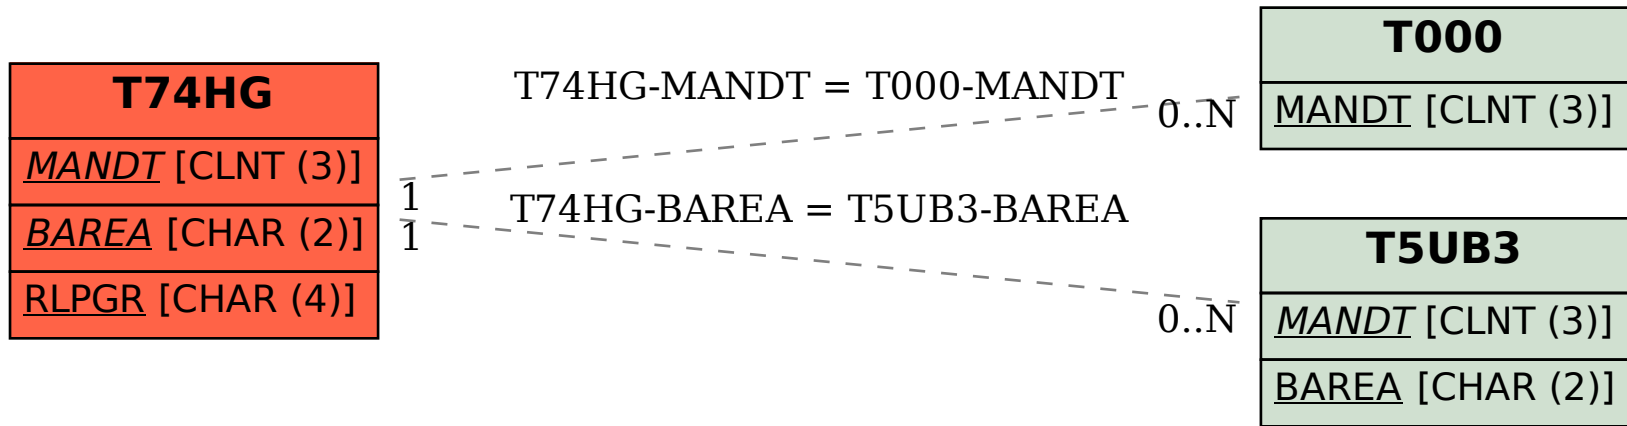 T74HG
MANDT [CLNT (3)]
BAREA [CHAR (2)]
RLPGR [CHAR (4)]
T74HG-MANDT = T000-MANDT
1
0..N
T74HG-BAREA = T5UB3-BAREA
1
0..N
T000
MANDT [CLNT (3)]
T5UB3
MANDT [CLNT (3)]
BAREA [CHAR (2)]